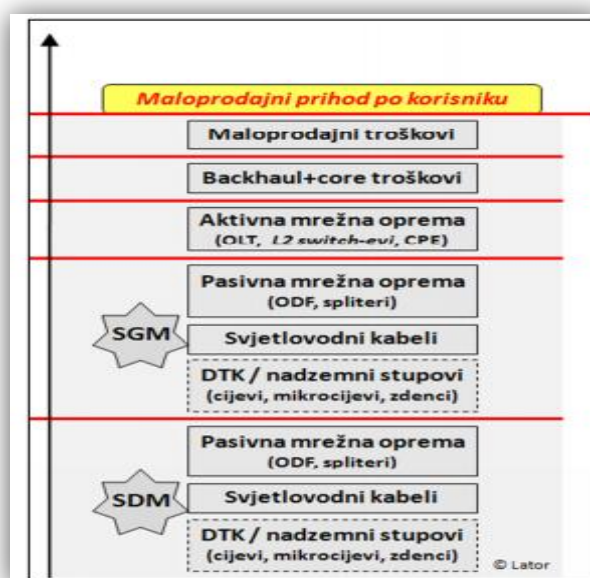 Maloprodajni prihod po korisniku
Maloprodajni troškovi
Backhaul+core troškovi
Aktivna mrežna oprema
(OLT, L2 switch-evi, CPE)
Pasivna mrežna oprema
(ODF, spliteri)
SGM
Svjetlovodni kabeli
DTK / nadzemni stupovi
(cijevi, mikrocijevi, zdenci)
Pasivna mrežna oprema
(ODF, spliteri)
SDM
Svjetlovodni kabeli
DTK / nadzemni stupovi
(cijevi, mikrocijevi, zdenci)
© Lator